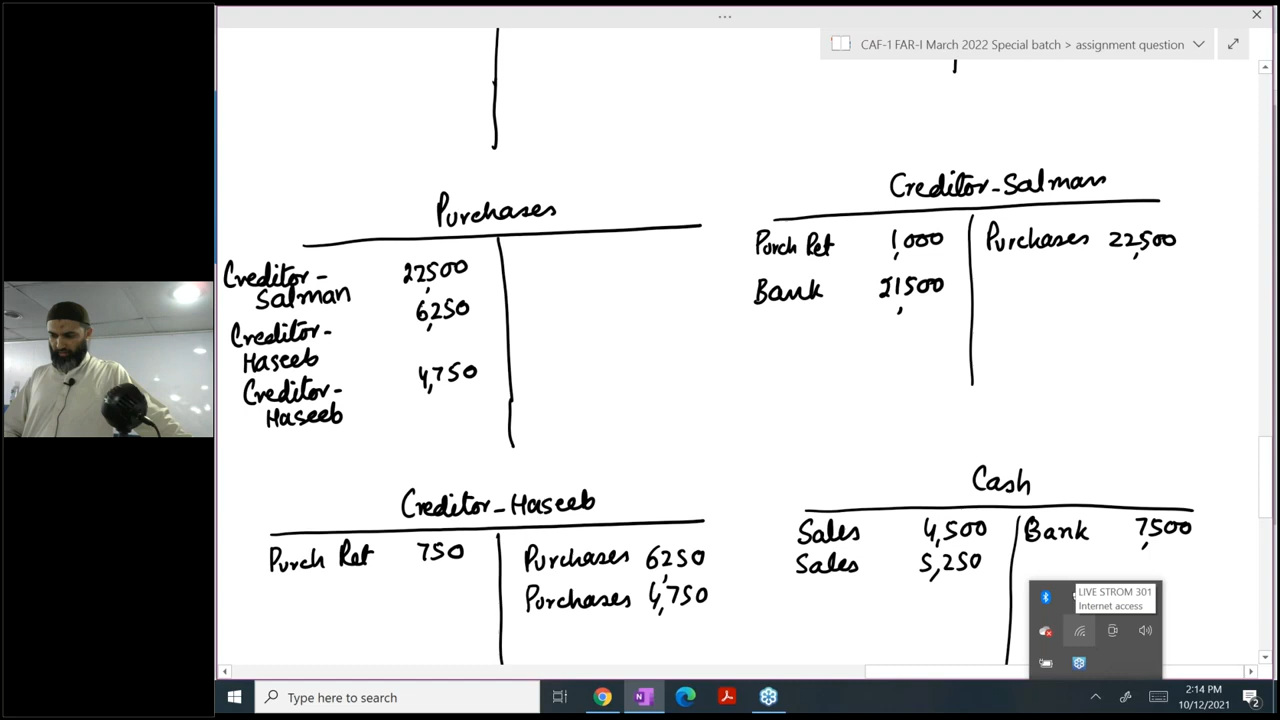 CAF-1 FAR-I March 2022 Special batch > assignment question
Creditor-Salman
Purch Ret 1,000 Purchases 22,500
Bank 21,500
Purchases
Creditor- 22,500
Salman
Creditor- 6,250
Haseeb
Creditor- 4,750
Haseeb
Creditor-Haseeb
Purch Ret 750 Purchases 6,250
Purchases 4,750
Cash
Sales 4,500 Bank 7,500
Sales 5,250
LIVE STROM 301
Internet access
Type here to search
2:14 PM
10/12/2021
2